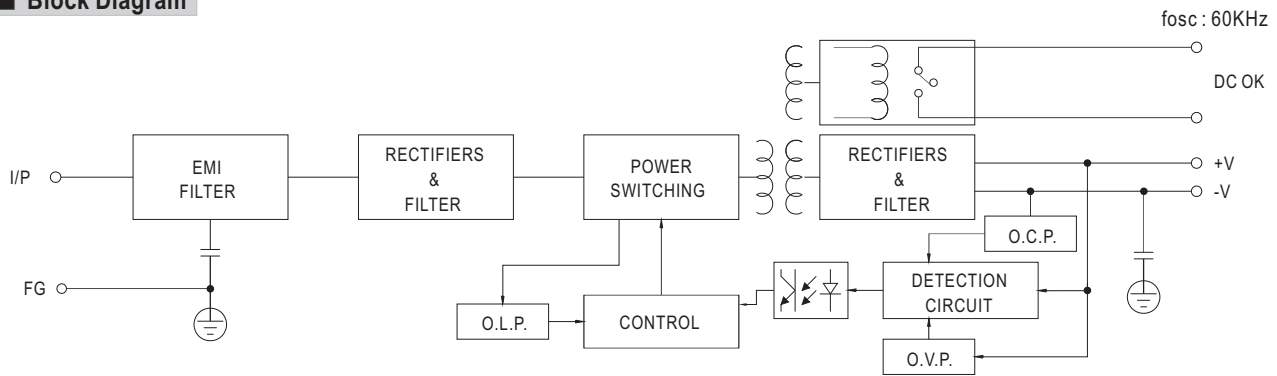 ■ Block Diagram
fosc : 60KHz
DC OK
I/P
EMI
FILTER
RECTIFIERS
&
FILTER
POWER
SWITCHING
RECTIFIERS
&
FILTER
+V
-V
O.C.P.
FG
O.L.P.
CONTROL
DETECTION
CIRCUIT
O.V.P.